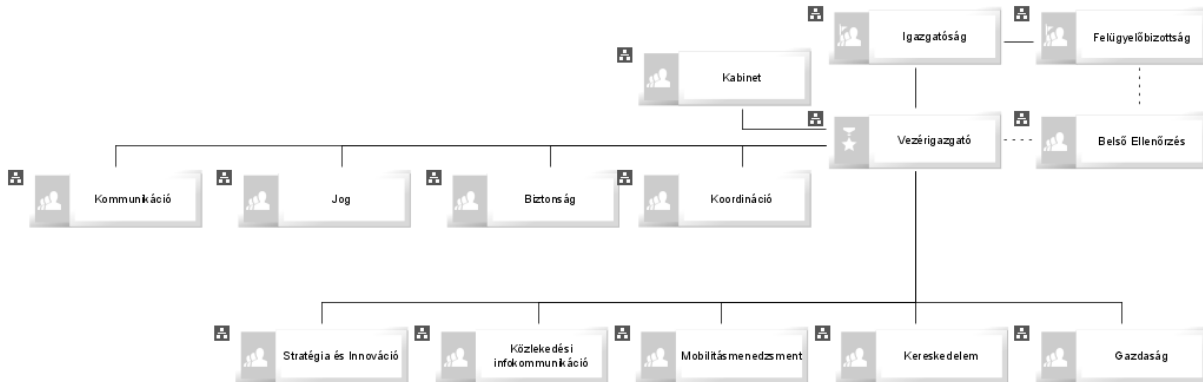 Igazgatóság
Felügyelőbizottság
Kabinet
Vezérigazgató
Belső Ellenőrzés
Kommunikáció
Jog
Biztonság
Koordináció
Stratégia és Innováció
Közlekedési
infokommunikáció
Mobilitásmenedzsment
Kereskedelem
Gazdaság